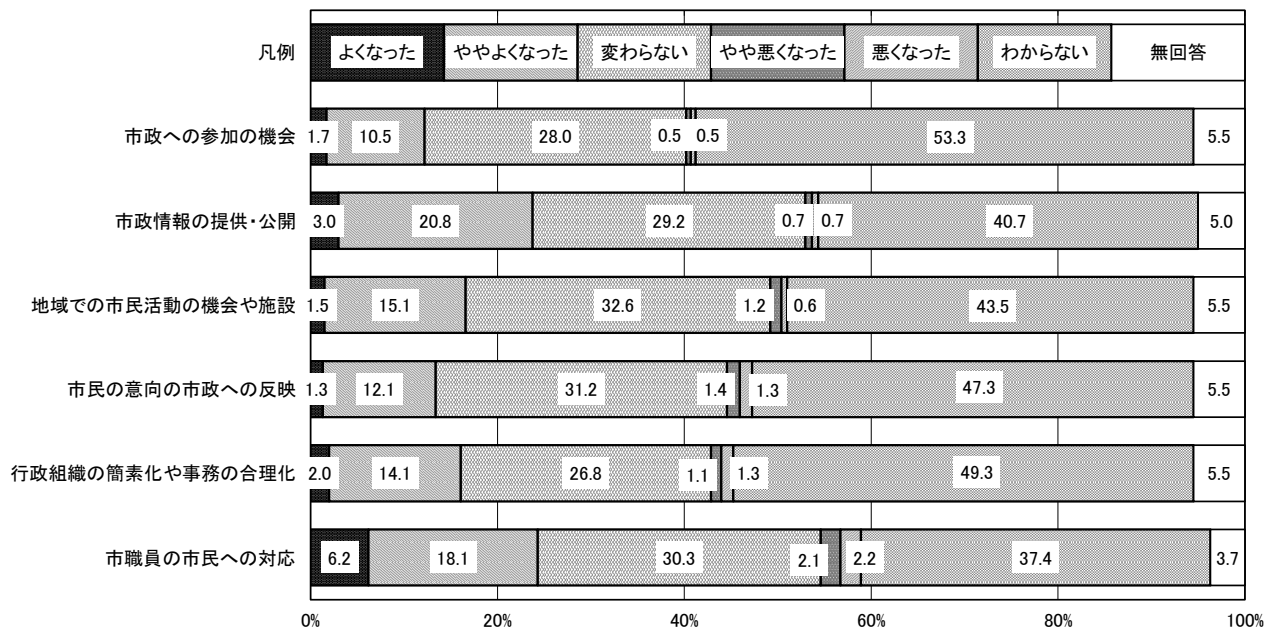 凡例 よくなった ややよくなった 変わらない やや悪くなった 悪くなった わからない 無回答
市政への参加の機会 1.7 10.5 28.0 0.5 0.5 53.3 5.5
市政情報の提供・公開 3.0 20.8 29.2 0.7 0.7 40.7 5.0
地域での市民活動の機会や施設 1.5 15.1 32.6 1.2 0.6 43.5 5.5
市民の意向の市政への反映 1.3 12.1 31.2 1.4 1.3 47.3 5.5
行政組織の簡素化や事務の合理化 2.0 14.1 26.8 1.1 1.3 49.3 5.5
市職員の市民への対応 6.2 18.1 30.3 2.1 2.2 37.4 3.7
0% 20% 40% 60% 80% 100%